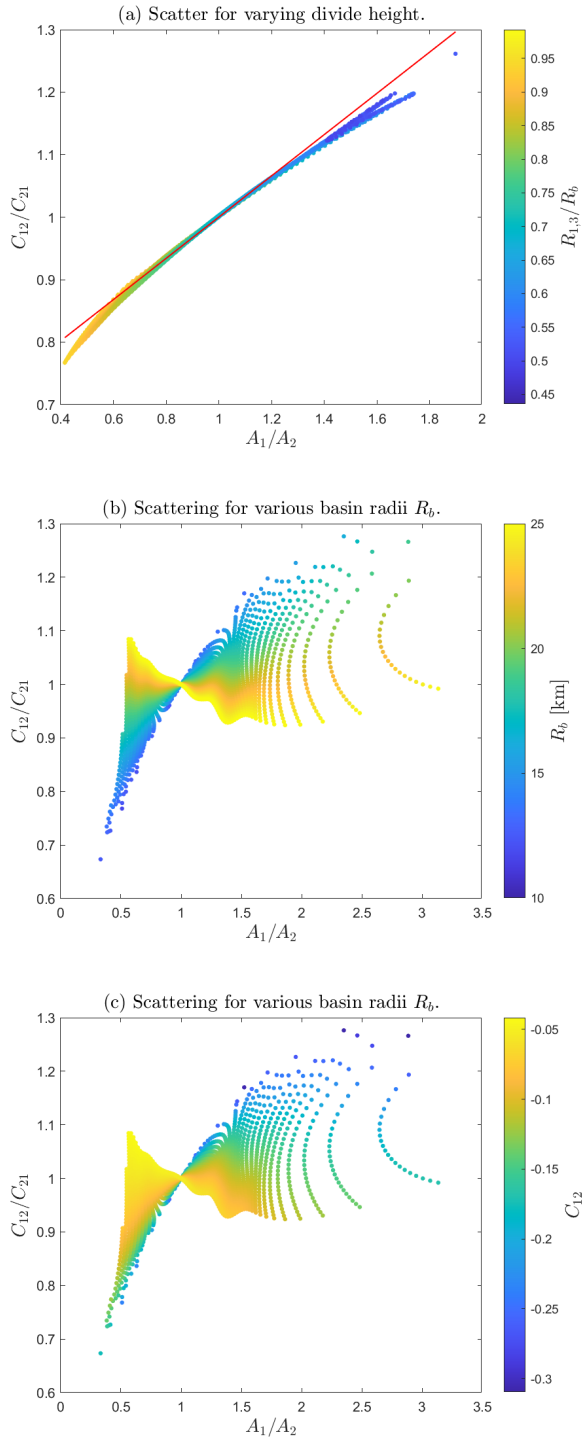 (a) Scatter for varying divide height.
1.3
1.2
1.1
1
0.9
0.8
0.7
C12/C21
0.4 0.6 0.8 1 1.2 1.4 1.6 1.8 2
A1/A2
0.95
0.9
0.85
0.8
0.75
0.7
0.65
0.6
0.55
0.5
0.45
R1,3/Rb
(b) Scattering for various basin radii Rb.
1.3
1.2
1.1
1
0.9
0.8
0.7
0.6
C12/C21
0 0.5 1 1.5 2 2.5 3 3.5
A1/A2
25
20
15
10
Rb [km]
(c) Scattering for various basin radii Rb.
1.3
1.2
1.1
1
0.9
0.8
0.7
0.6
C12/C21
0 0.5 1 1.5 2 2.5 3 3.5
A1/A2
-0.05
-0.1
-0.15
-0.2
-0.25
-0.3
C12